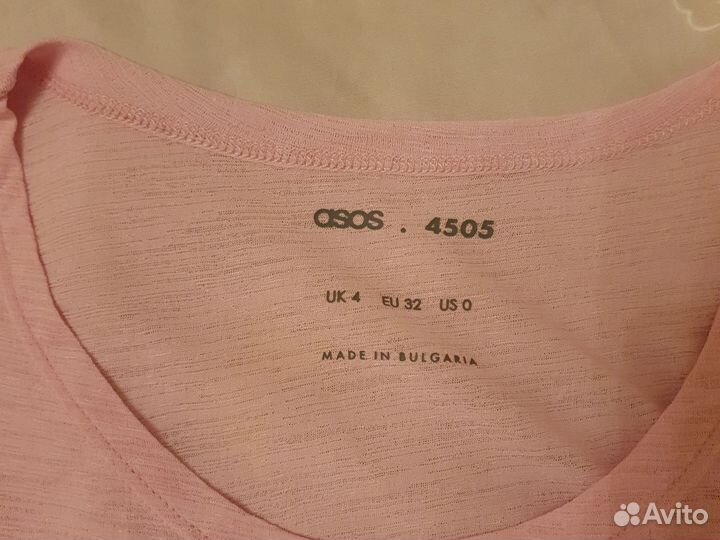 asos . 4505
UK 4 EU 32 US 0
MADE IN BULGARIA
Avito